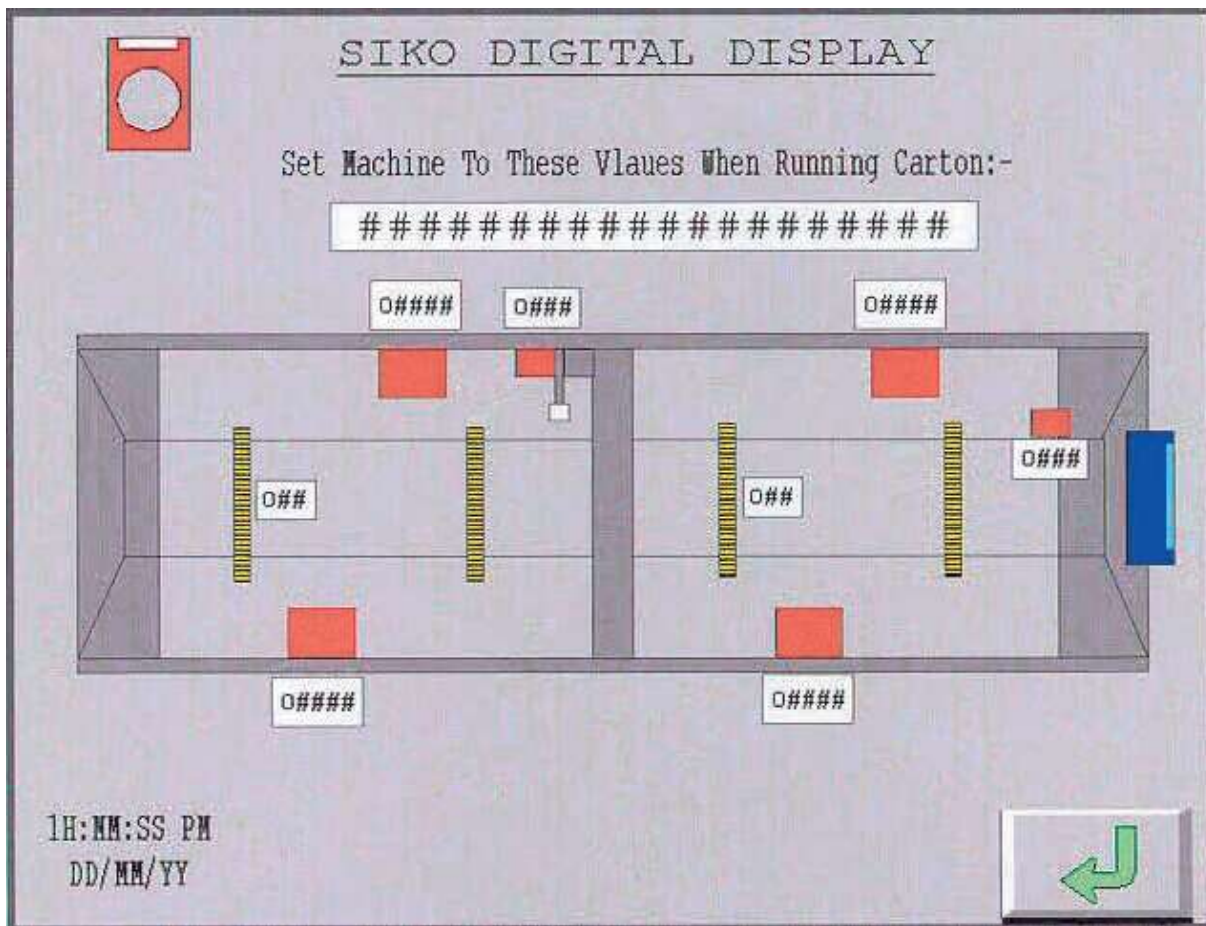 SIKO DIGITAL DISPLAY
Set Machine To These Vlaues When Running Carton:-
####################
0####
0###
0####
0###
0##
0##
0####
0####
1H:MM:SS PM
DD/MM/YY